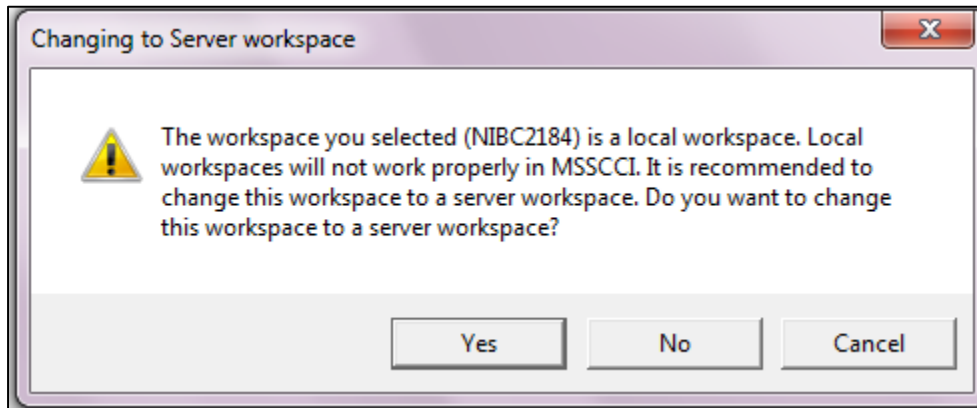 Changing to Server workspace
The workspace you selected (NIBC2184) is a local workspace. Local
workspaces will not work properly in MSSCCI. It is recommended to
change this workspace to a server workspace. Do you want to change
this workspace to a server workspace?
Yes No Cancel